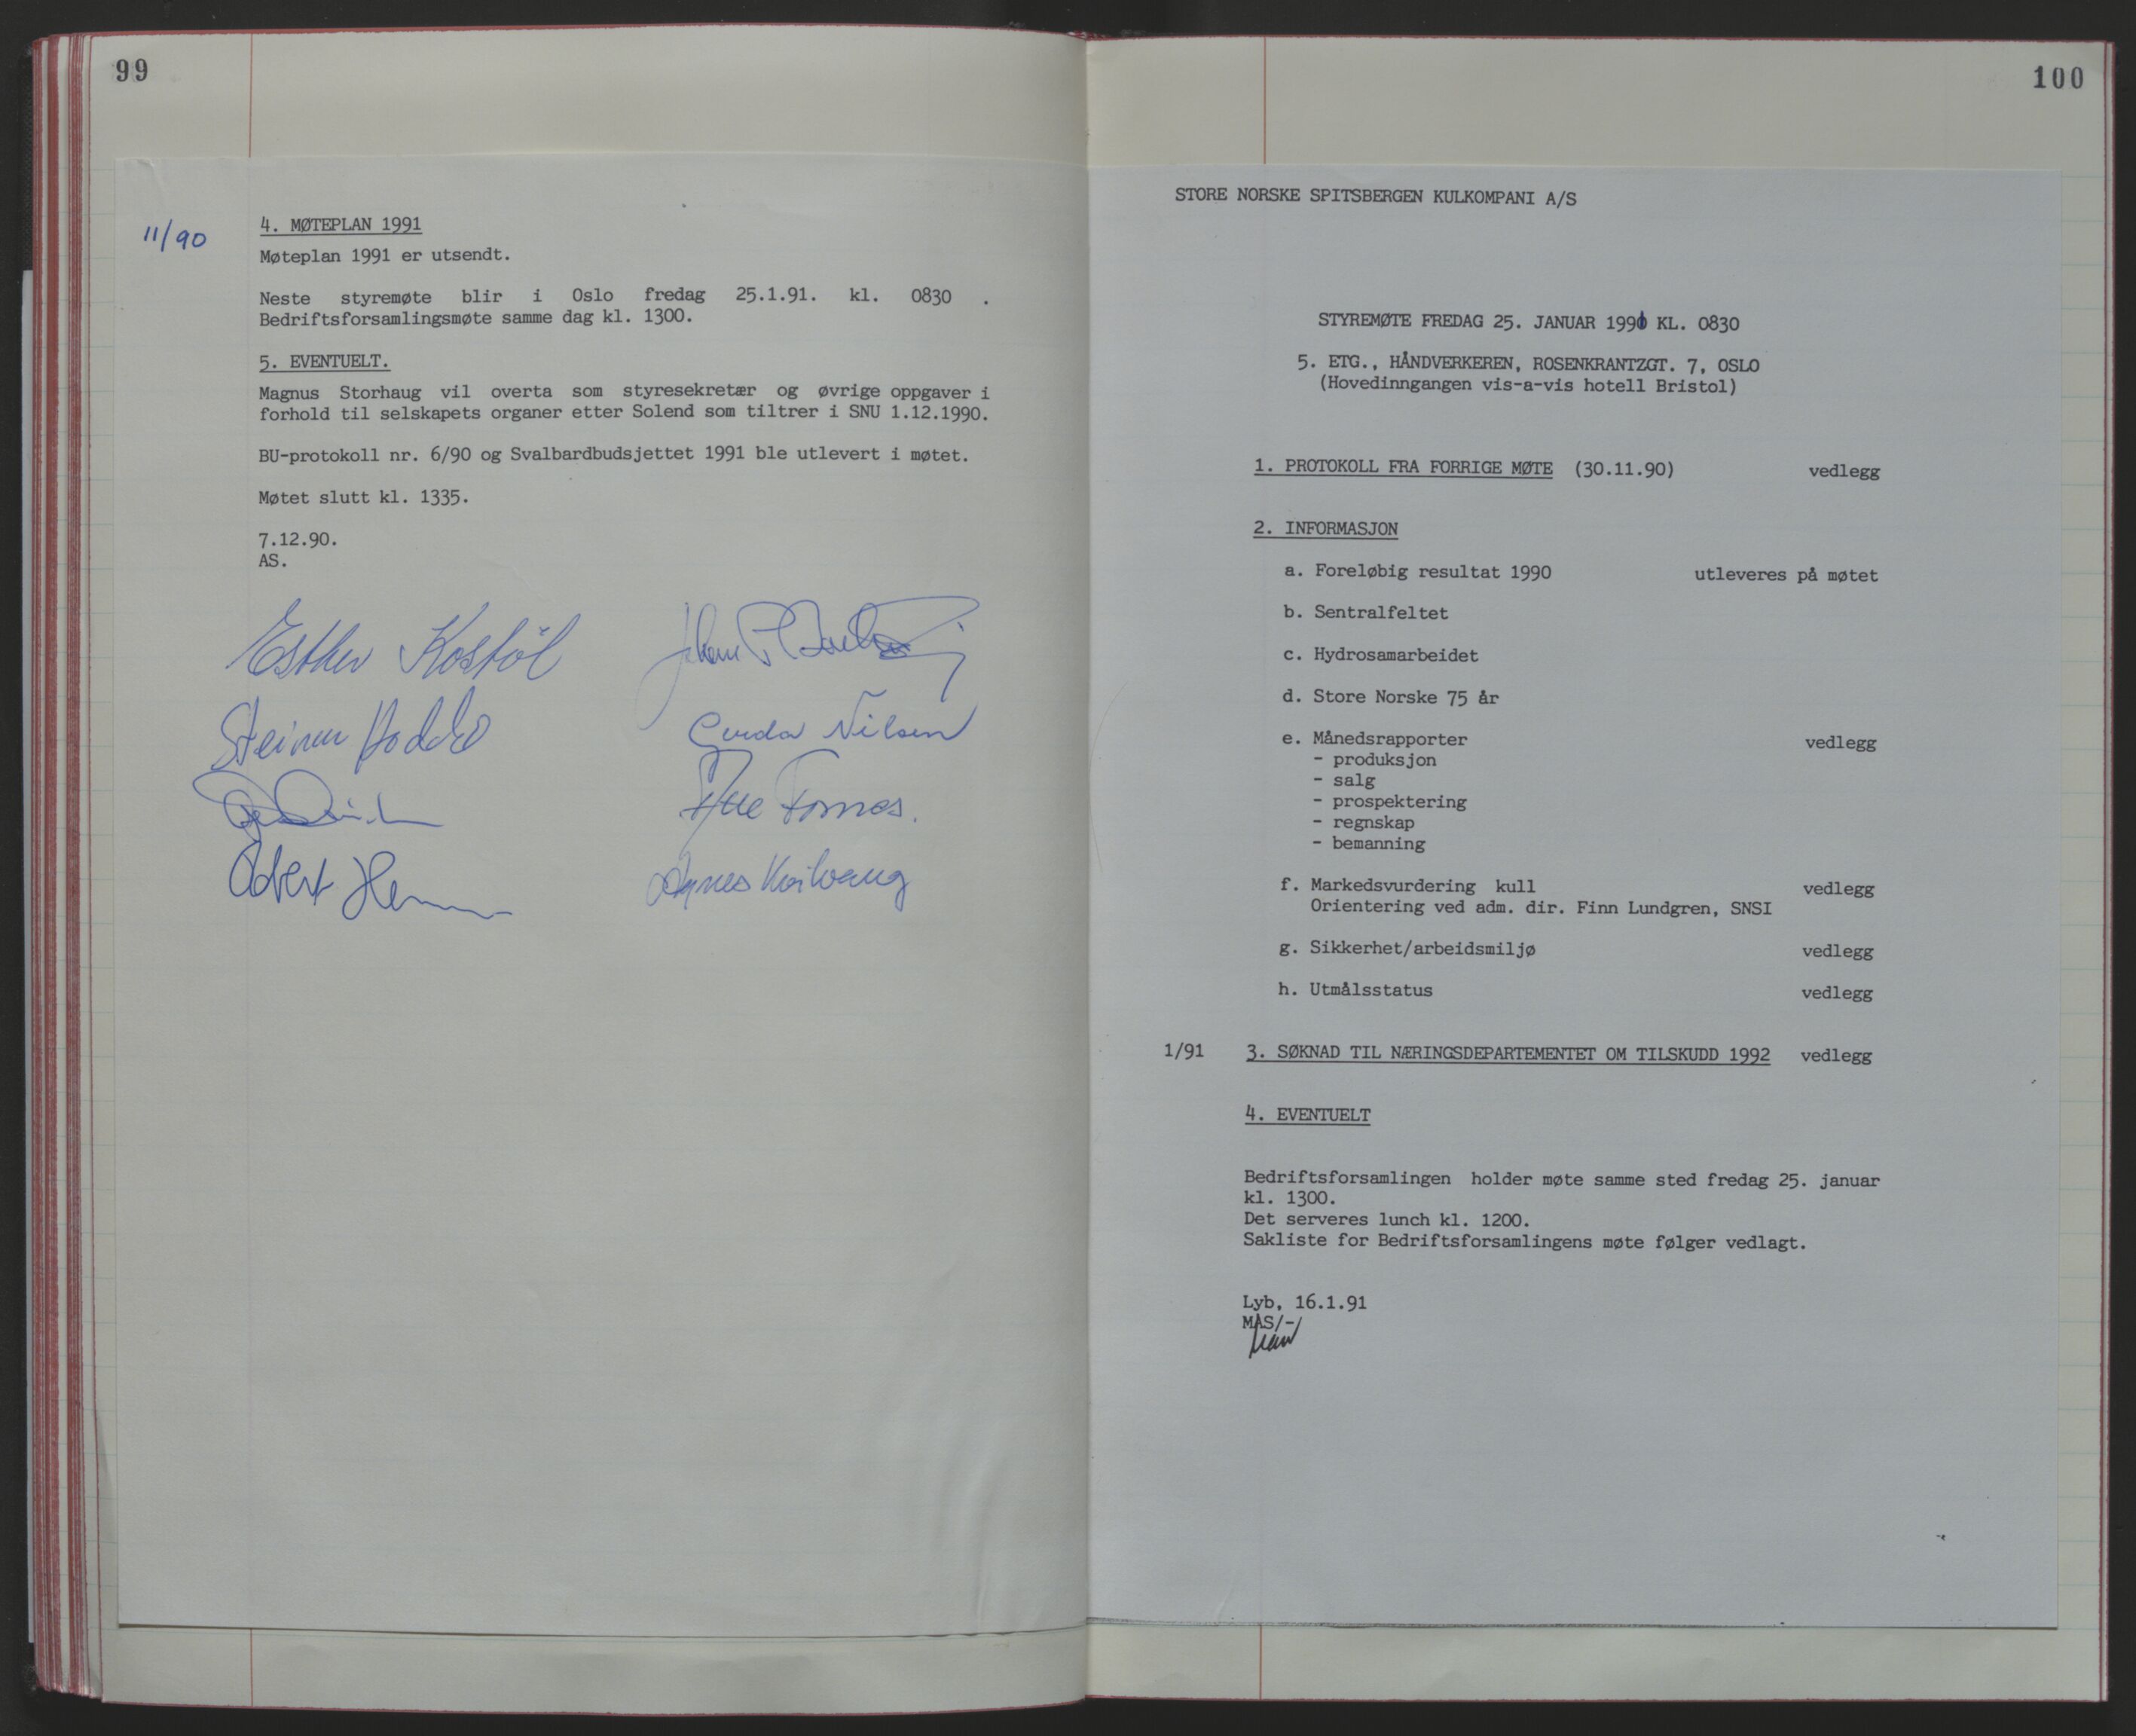 99
11/90
4. MØTEPLAN 1991
Møteplan 1991 er utsendt.
Neste styremøte blir i Oslo fredag 25.1.91. kl. 0830 .
Bedriftsforsamlingsmøte samme dag kl. 1300.
5. EVENTUELT.
Magnus Storhaug vil overta som styresekretær og øvrige oppgaver i
forhold til selskapets organer etter Solend som tiltrer i SNU 1.12.1990.
BU-protokoll nr. 6/90 og Svalbardbudsjettet 1991 ble utlevert i møtet.
Møtet slutt kl. 1335.
7.12.90.
AS.
Esther Kostøl
Gerda Nilsen
Atle Fornes.
Agnes
100
STORE NORSKE SPITSBERGEN KULKOMPANI A/S
STYREMØTE FREDAG 25. JANUAR 1991 KL. 0830
5. ETG., HÅNDVERKEREN, ROSENKRANTZGT. 7, OSLO
(Hovedinngangen vis-a-vis hotell Bristol)
1. PROTOKOLL FRA FORRIGE MØTE (30.11.90) vedlegg
2. INFORMASJON
a. Foreløbig resultat 1990 utleveres på møtet
b. Sentralfeltet
c. Hydrosamarbeidet
d. Store Norske 75 år
e. Månedsrapporter vedlegg
- produksjon
- salg
- prospektering
- regnskap
- bemanning
f. Markedsvurdering kull vedlegg
Orientering ved adm. dir. Finn Lundgren, SNSI
g. Sikkerhet/arbeidsmiljø vedlegg
h. Utmålsstatus vedlegg
1/91 3. SØKNAD TIL NÆRINGSDEPARTEMENTET OM TILSKUDD 1992 vedlegg
4. EVENTUELT
Bedriftsforsamlingen holder møte samme sted fredag 25. januar
kl. 1300.
Det serveres lunch kl. 1200.
Sakliste for Bedriftsforsamlingens møte følger vedlagt.
Lyb, 16.1.91
MAS/-/